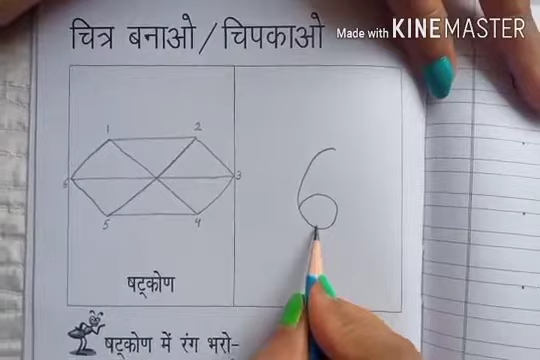 चित्र बनाओ / चिपकाओ
Made with KINEMASTER
1 2
6 3
5 4
6
षट्कोण
षट्कोण में रंग भरो-